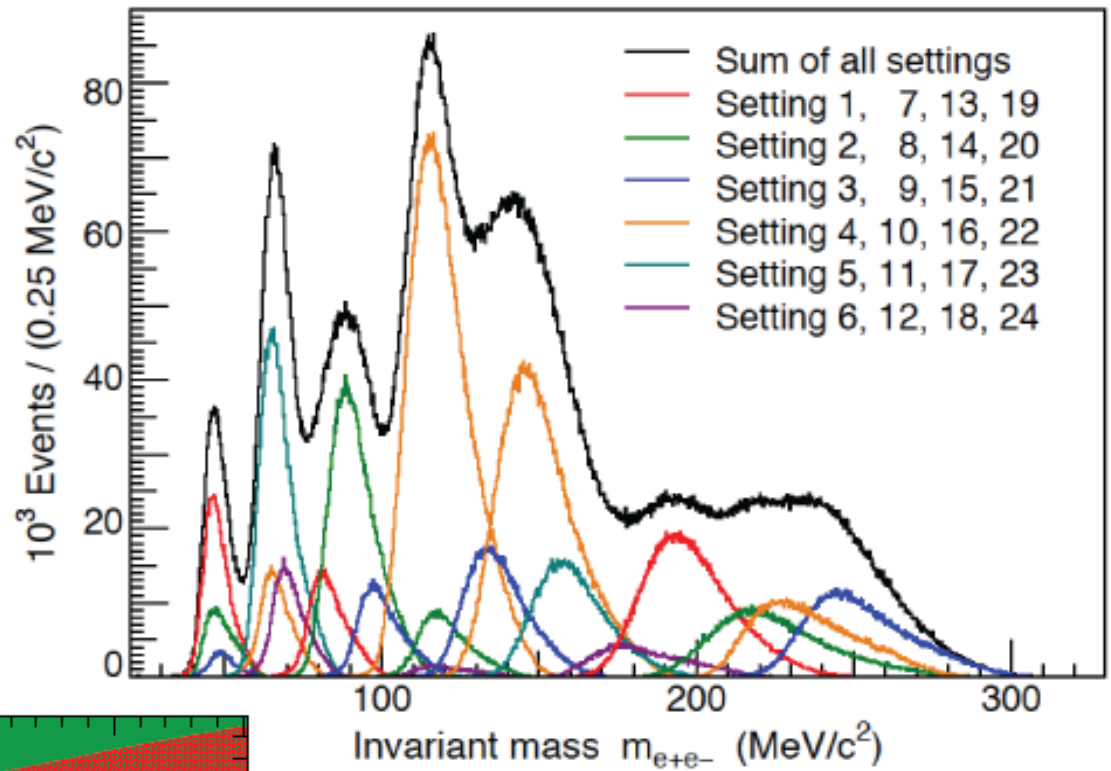 Sum of all settings
Setting 1, 7, 13, 19
Setting 2, 8, 14, 20
Setting 3, 9, 15, 21
Setting 4, 10, 16, 22
Setting 5, 11, 17, 23
Setting 6, 12, 18, 24
10³ Events / (0.25 MeV/c²)
80
60
40
20
0
100 200 300
Invariant mass m_{e+e−} (MeV/c²)